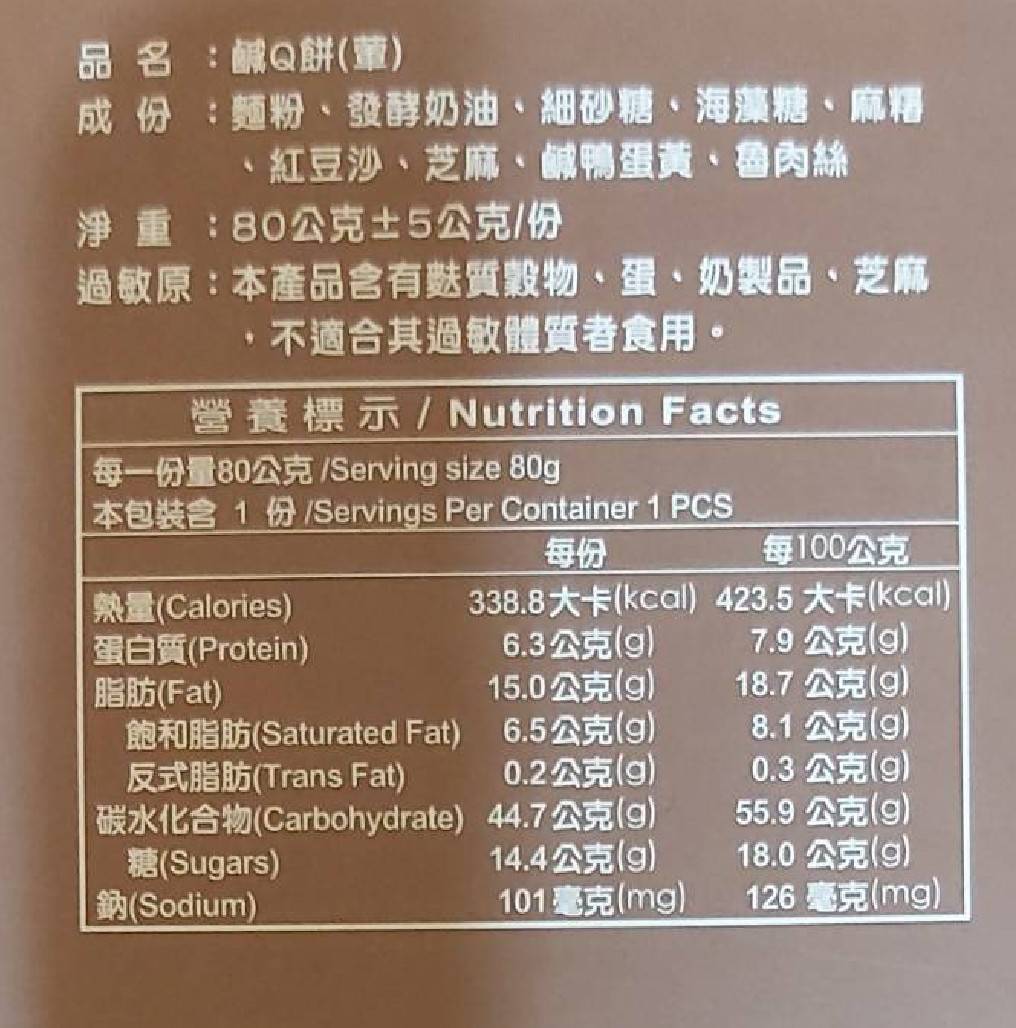 品名：鹹Q餅(葷)
成份：麵粉、發酵奶油、細砂糖、海藻糖、麻糬
、紅豆沙、芝麻、鹹鴨蛋黃、魯肉絲
淨重：80公克±5公克/份
過敏原：本產品含有麩質穀物、蛋、奶製品、芝麻
，不適合其過敏體質者食用。
營養標示 / Nutrition Facts
每一份量80公克 /Serving size 80g
本包裝含 1 份 /Servings Per Container 1 PCS
每份 每100公克
熱量(Calories) 338.8大卡(kcal) 423.5 大卡(kcal)
蛋白質(Protein) 6.3公克(g) 7.9 公克(g)
脂肪(Fat) 15.0公克(g) 18.7 公克(g)
飽和脂肪(Saturated Fat) 6.5公克(g) 8.1 公克(g)
反式脂肪(Trans Fat) 0.2公克(g) 0.3 公克(g)
碳水化合物(Carbohydrate) 44.7公克(g) 55.9 公克(g)
糖(Sugars) 14.4公克(g) 18.0 公克(g)
鈉(Sodium) 101毫克(mg) 126 毫克(mg)